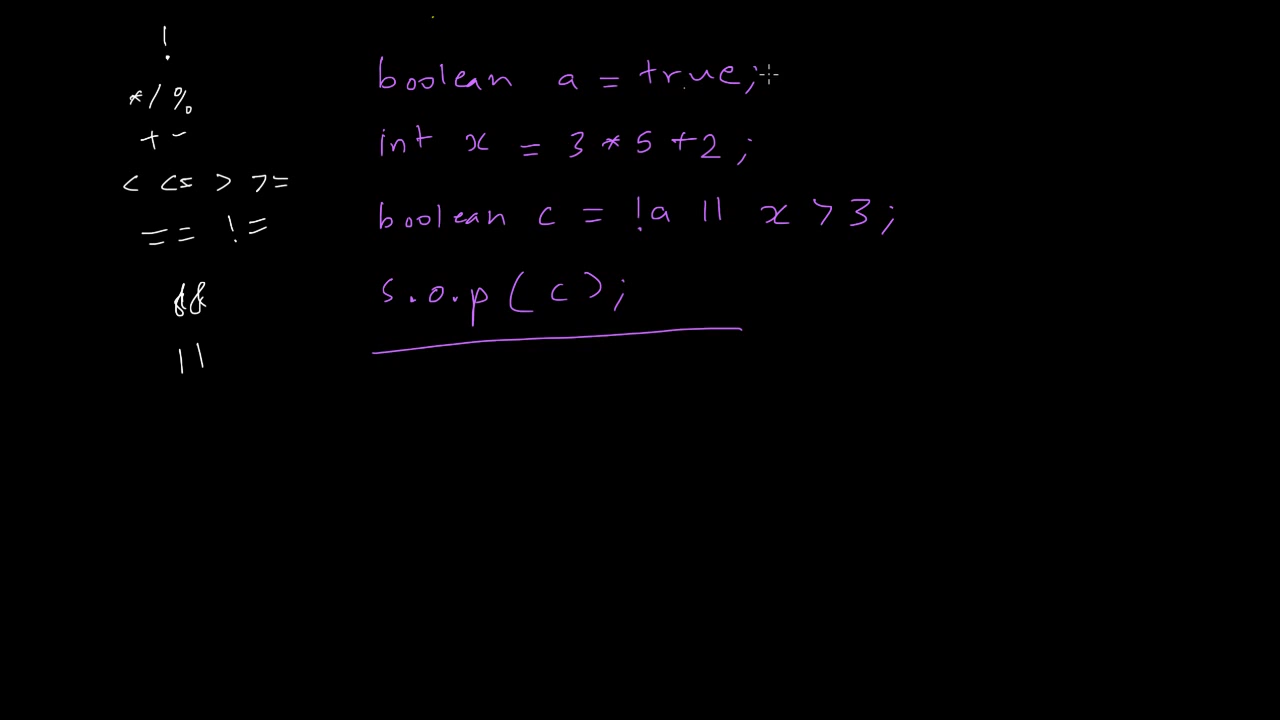 !
* / %
+ -
< <= > >=
== !=
&&
||
boolean a = true;
int x = 3 * 5 + 2;
boolean c = !a || x > 3;
s.o.p ( c );